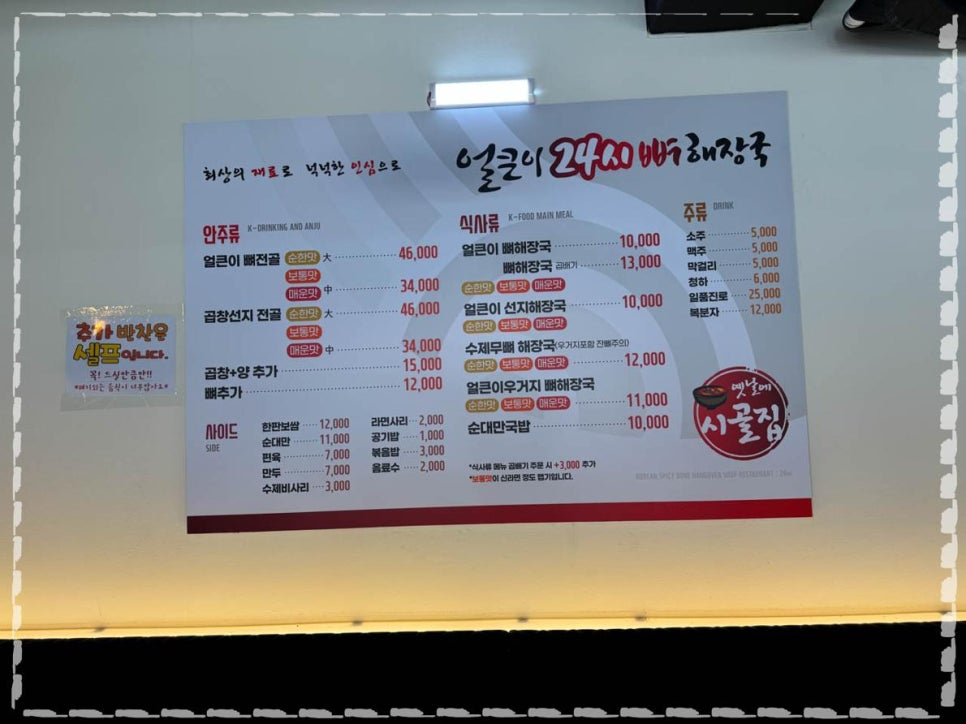 최상의 재료로 넉넉한 인심으로
얼큰이 24시 뼈 해장국
안주류 K-DRINKING AND ANJU
얼큰이 뼈전골 순한맛 大 46,000
보통맛
매운맛 中 34,000
곱창선지 전골 순한맛 大 46,000
보통맛
매운맛 中 34,000
곱창+양 추가 15,000
뼈추가 12,000
사이드
SIDE
한판보쌈 12,000
순대만 11,000
편육 7,000
만두 7,000
수제비사리 3,000
라면사리 2,000
공기밥 1,000
볶음밥 3,000
음료수 2,000
식사류 K-FOOD MAIN MEAL
얼큰이 뼈해장국 10,000
뼈해장국 곱배기 13,000
순한맛 보통맛 매운맛
얼큰이 선지해장국 10,000
순한맛 보통맛 매운맛
수제무뼈 해장국(우거지포함 잔뼈주의)
순한맛 보통맛 매운맛 12,000
얼큰이우거지 뼈해장국
순한맛 보통맛 매운맛 11,000
순대만국밥 10,000
*식사류 메뉴 곱배기 주문 시 +3,000 추가
*보통맛이 신라면 정도 맵기입니다.
주류 DRINK
소주 5,000
맥주 5,000
막걸리 5,000
청하 6,000
일품진로 25,000
복분자 12,000
옛날에
시골집
KOREAN SPICY BONE HANGOVER SOUP RESTAURANT : 24H
추가 반찬은
셀프입니다.
꼭! 드실만큼만!!